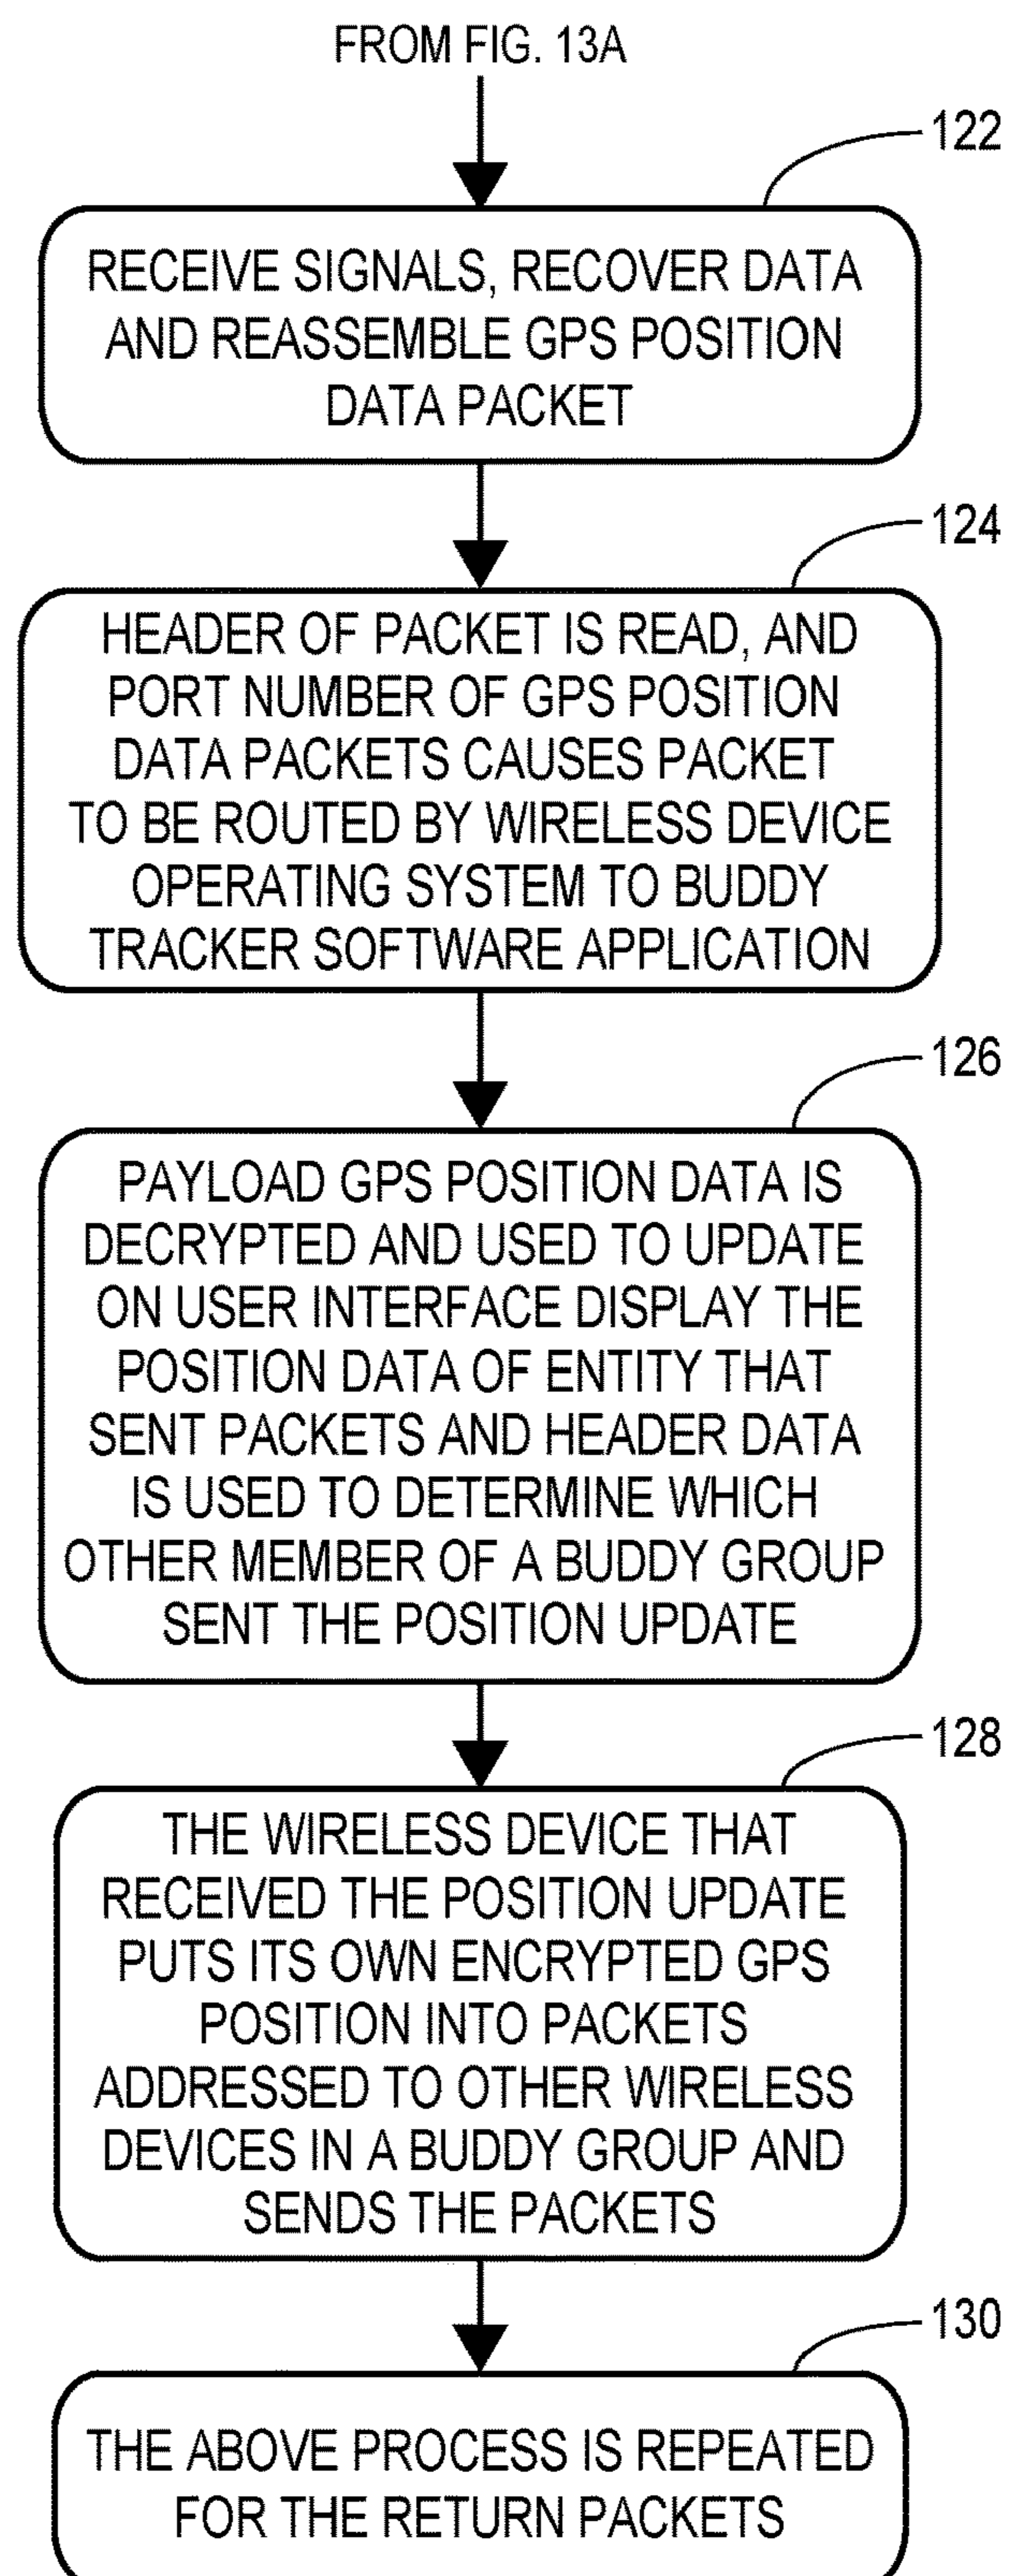 FROM FIG. 13A
122
RECEIVE SIGNALS, RECOVER DATA
AND REASSEMBLE GPS POSITION
DATA PACKET
124
HEADER OF PACKET IS READ, AND
PORT NUMBER OF GPS POSITION
DATA PACKETS CAUSES PACKET
TO BE ROUTED BY WIRELESS DEVICE
OPERATING SYSTEM TO BUDDY
TRACKER SOFTWARE APPLICATION
126
PAYLOAD GPS POSITION DATA IS
DECRYPTED AND USED TO UPDATE
ON USER INTERFACE DISPLAY THE
POSITION DATA OF ENTITY THAT
SENT PACKETS AND HEADER DATA
IS USED TO DETERMINE WHICH
OTHER MEMBER OF A BUDDY GROUP
SENT THE POSITION UPDATE
128
THE WIRELESS DEVICE THAT
RECEIVED THE POSITION UPDATE
PUTS ITS OWN ENCRYPTED GPS
POSITION INTO PACKETS
ADDRESSED TO OTHER WIRELESS
DEVICES IN A BUDDY GROUP AND
SENDS THE PACKETS
130
THE ABOVE PROCESS IS REPEATED
FOR THE RETURN PACKETS